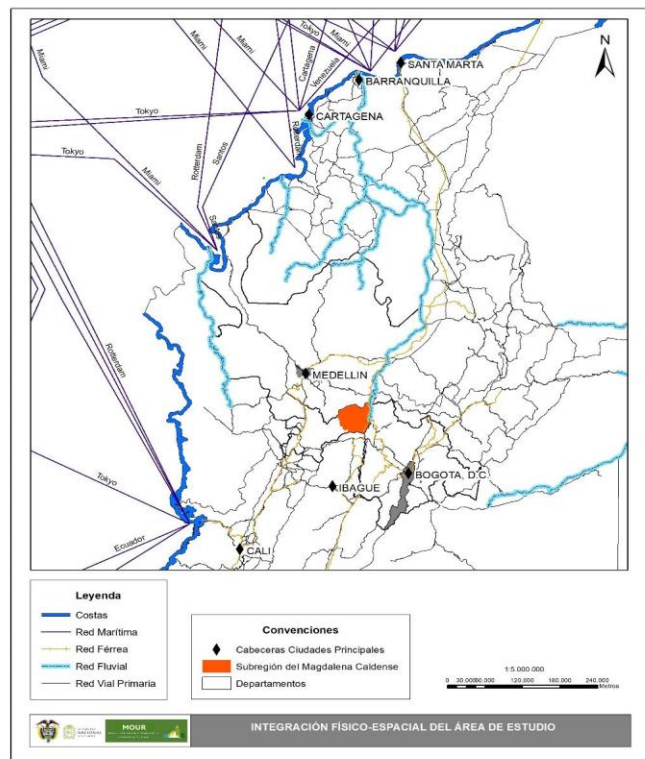 Tokyo
Miami
Miami
Miami
Miami
Cartagena
Venezuela
Tokyo
Tokyo
Miami
Rotterdam
Santos
Rotterdam
Rotterdam
Tokyo
Ecuador
N
SANTA MARTA
BARRANQUILLA
CARTAGENA
MEDELLIN
BOGOTA, D.C.
IBAGUE
CALI
Leyenda
Costas
Red Marítima
Red Férrea
Red Fluvial
Red Vial Primaria
Convenciones
Cabeceras Ciudades Principales
Subregión del Magdalena Caldense
Departamentos
1:5.000.000
0 30.00060.000 120.000 180.000 240.000
Metros
MOUR
INTEGRACIÓN FÍSICO-ESPACIAL DEL ÁREA DE ESTUDIO